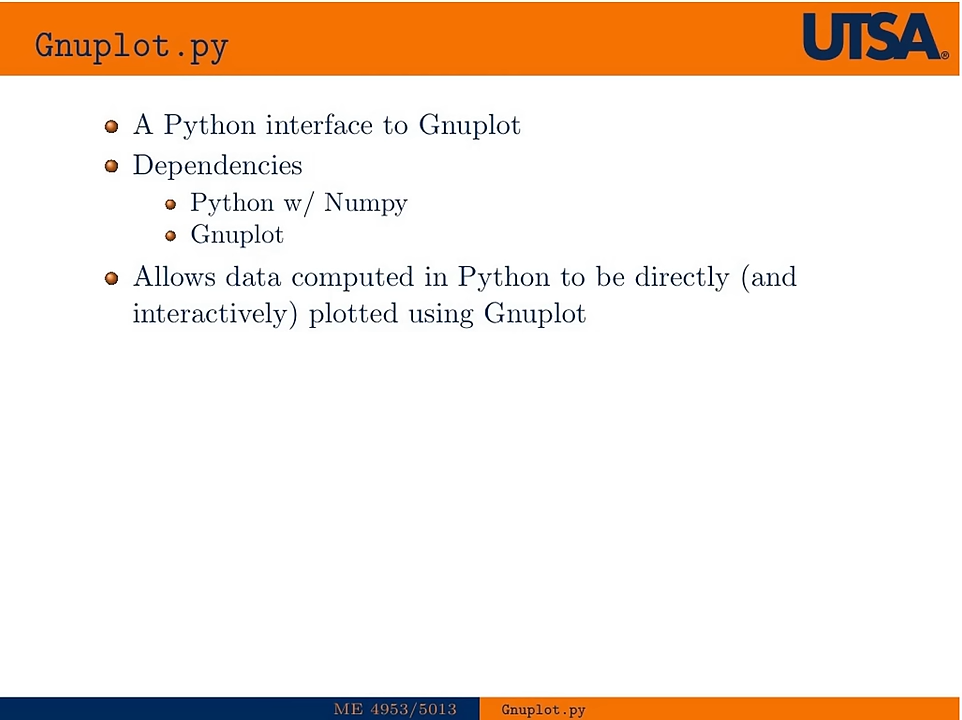 Gnuplot.py
UTSA®
A Python interface to Gnuplot
Dependencies
Python w/ Numpy
Gnuplot
Allows data computed in Python to be directly (and
interactively) plotted using Gnuplot
ME 4953/5013
Gnuplot.py